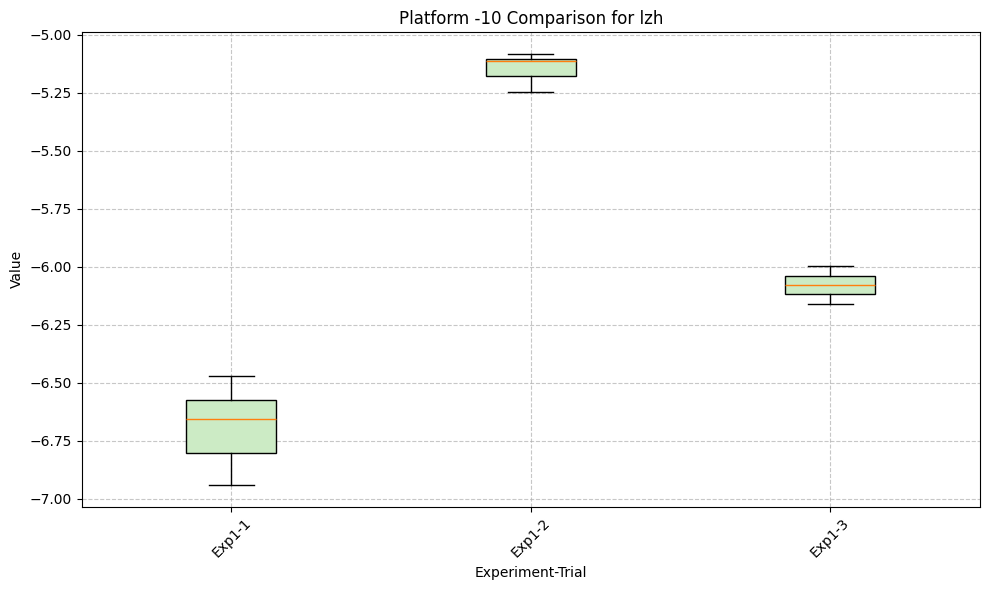 Platform -10 Comparison for lzh
Value
−5.00
−5.25
−5.50
−5.75
−6.00
−6.25
−6.50
−6.75
−7.00
Exp1-1
Exp1-2
Exp1-3
Experiment-Trial